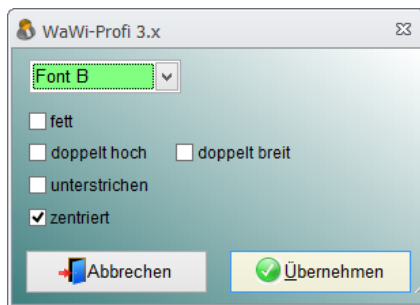 WaWi-Profi 3.x
Font B
fett
doppelt hoch doppelt breit
unterstrichen
zentriert
Abbrechen Übernehmen